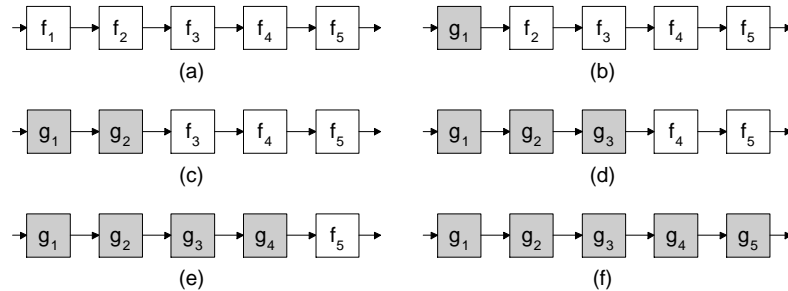 f₁ f₂ f₃ f₄ f₅
(a)
g₁ f₂ f₃ f₄ f₅
(b)
g₁ g₂ f₃ f₄ f₅
(c)
g₁ g₂ g₃ f₄ f₅
(d)
g₁ g₂ g₃ g₄ f₅
(e)
g₁ g₂ g₃ g₄ g₅
(f)